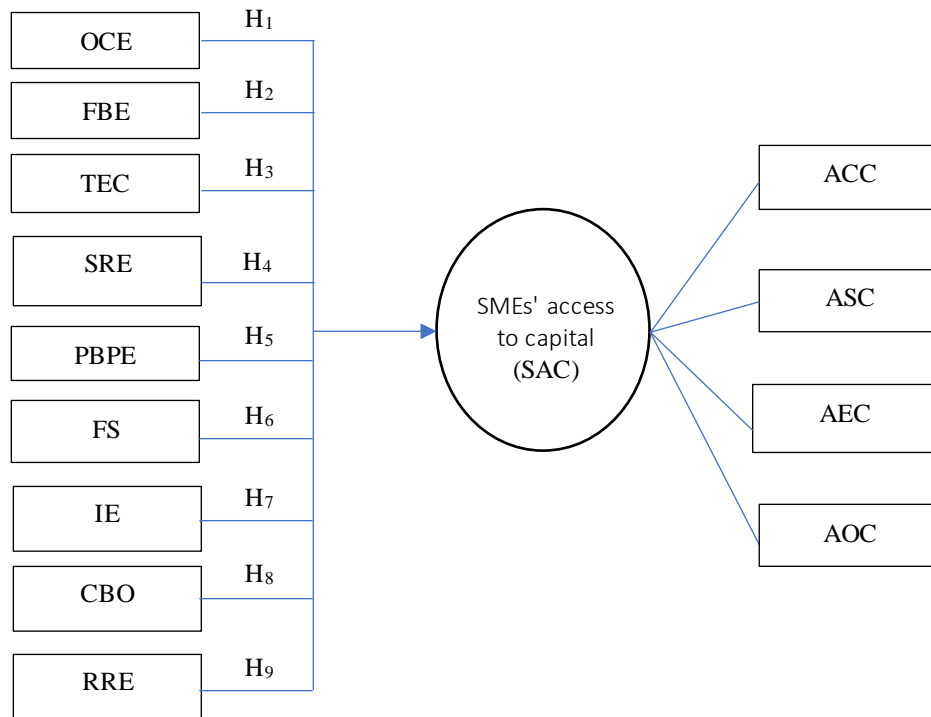 OCE
H1
FBE
H2
TEC
H3
SRE
H4
PBPE
H5
FS
H6
IE
H7
CBO
H8
RRE
H9
SMEs' access
to capital
(SAC)
ACC
ASC
AEC
AOC